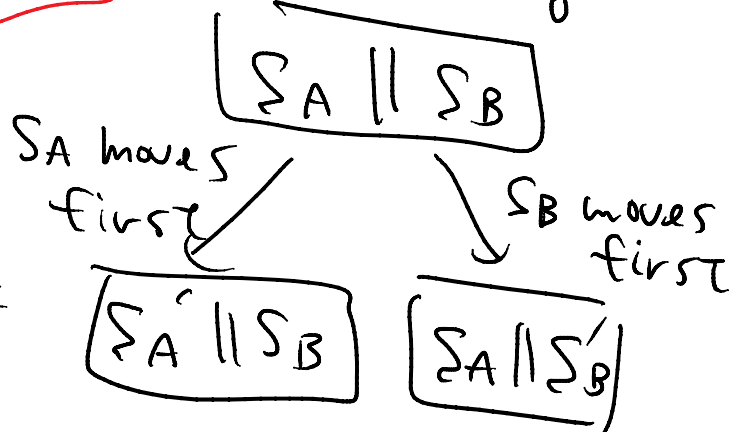 S_A || S_B
S_A moves
first
S_B moves
first
S_A' || S_B
S_A || S_B'